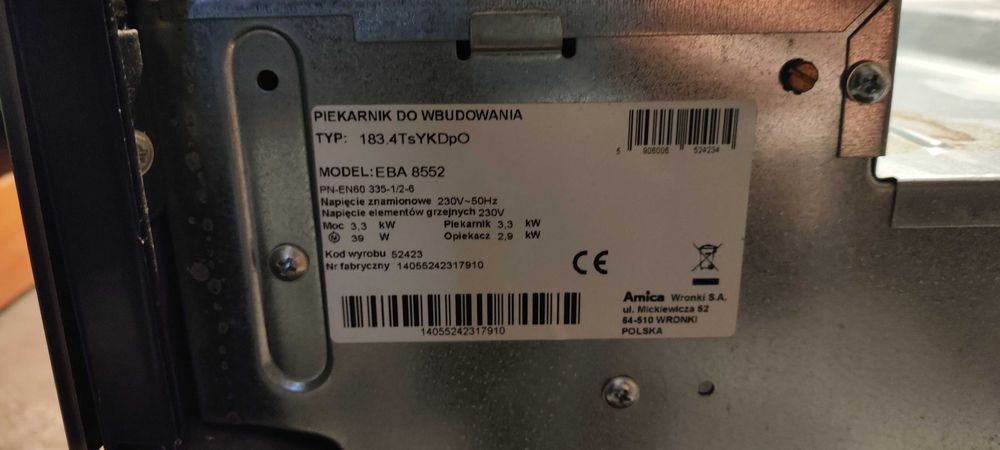 PIEKARNIK DO WBUDOWANIA
TYP: 183.4TsYKDpO
5 906006 524234
MODEL: EBA 8552
PN-EN60 335-1/2-6
Napięcie znamionowe 230V~50Hz
Napięcie elementów grzejnych 230V
Moc 3,3 kW Piekarnik 3,3 kW
M 39 W Opiekacz 2,9 kW
Kod wyrobu 52423
Nr fabryczny 14055242317910
CE
14055242317910
Amica Wronki S.A.
ul. Mickiewicza 52
64-510 WRONKI
POLSKA